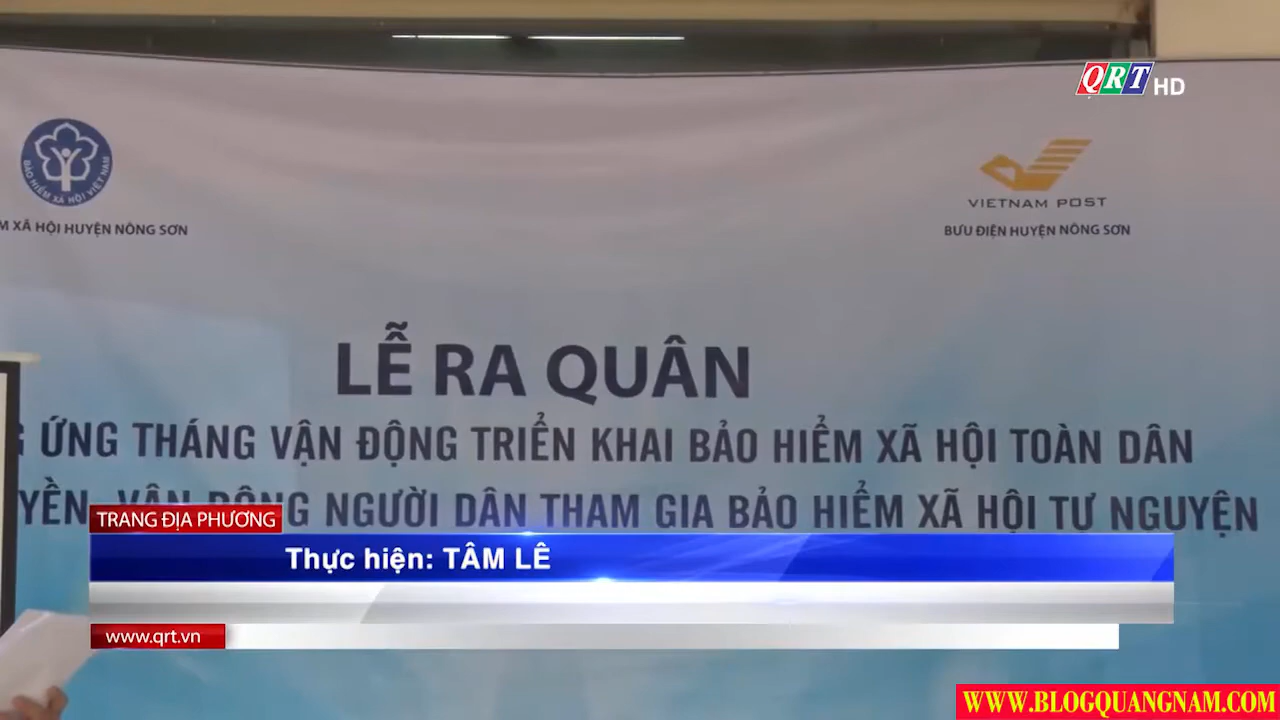 QRT HD
BẢO HIỂM XÃ HỘI VIỆT NAM
XÃ HỘI HUYỆN NÔNG SƠN
VIETNAM POST
BƯU ĐIỆN HUYỆN NÔNG SƠN
LỄ RA QUÂN
ỨNG THÁNG VẬN ĐỘNG TRIỂN KHAI BẢO HIỂM XÃ HỘI TOÀN DÂN
VẬN ĐỘNG NGƯỜI DÂN THAM GIA BẢO HIỂM XÃ HỘI TỰ NGUYỆN
TRANG ĐỊA PHƯƠNG
Thực hiện: TÂM LÊ
www.qrt.vn
WWW.BLOGQUANGNAM.COM